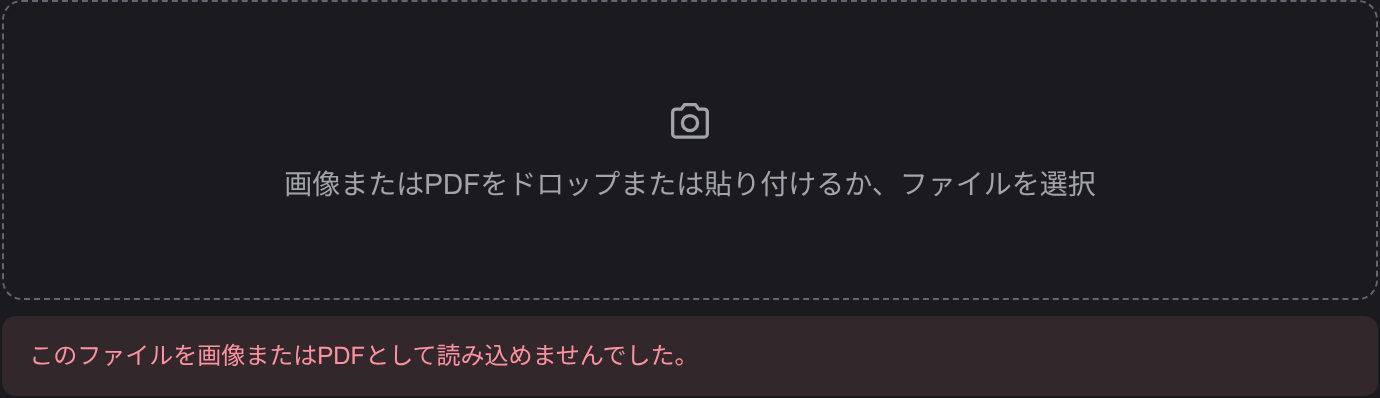 画像またはPDFをドロップまたは貼り付けるか、ファイルを選択
このファイルを画像またはPDFとして読み込めませんでした。